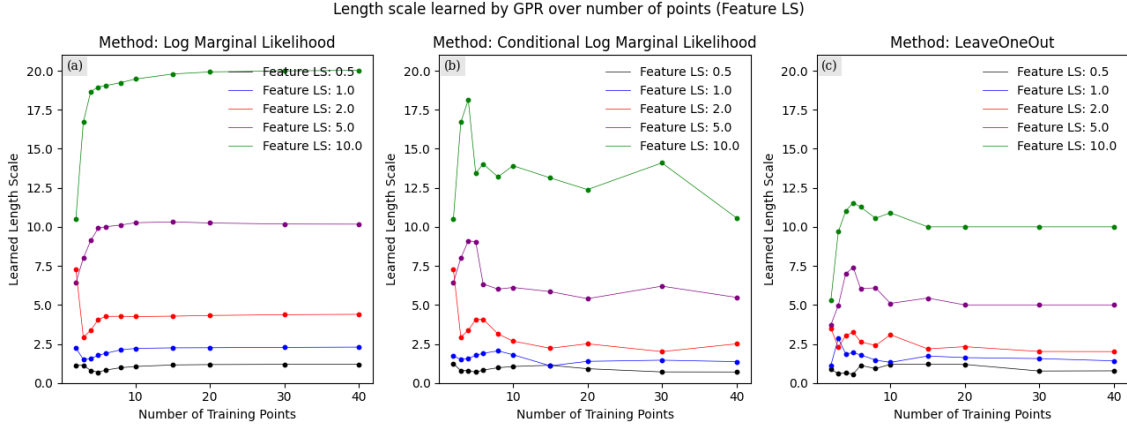 Length scale learned by GPR over number of points (Feature LS)
Method: Log Marginal Likelihood
(a)
Feature LS: 0.5
Feature LS: 1.0
Feature LS: 2.0
Feature LS: 5.0
Feature LS: 10.0
Learned Length Scale
20.0
17.5
15.0
12.5
10.0
7.5
5.0
2.5
0.0
10
20
30
40
Number of Training Points
Method: Conditional Log Marginal Likelihood
(b)
Feature LS: 0.5
Feature LS: 1.0
Feature LS: 2.0
Feature LS: 5.0
Feature LS: 10.0
Learned Length Scale
20.0
17.5
15.0
12.5
10.0
7.5
5.0
2.5
0.0
10
20
30
40
Number of Training Points
Method: LeaveOneOut
(c)
Feature LS: 0.5
Feature LS: 1.0
Feature LS: 2.0
Feature LS: 5.0
Feature LS: 10.0
Learned Length Scale
20.0
17.5
15.0
12.5
10.0
7.5
5.0
2.5
0.0
10
20
30
40
Number of Training Points